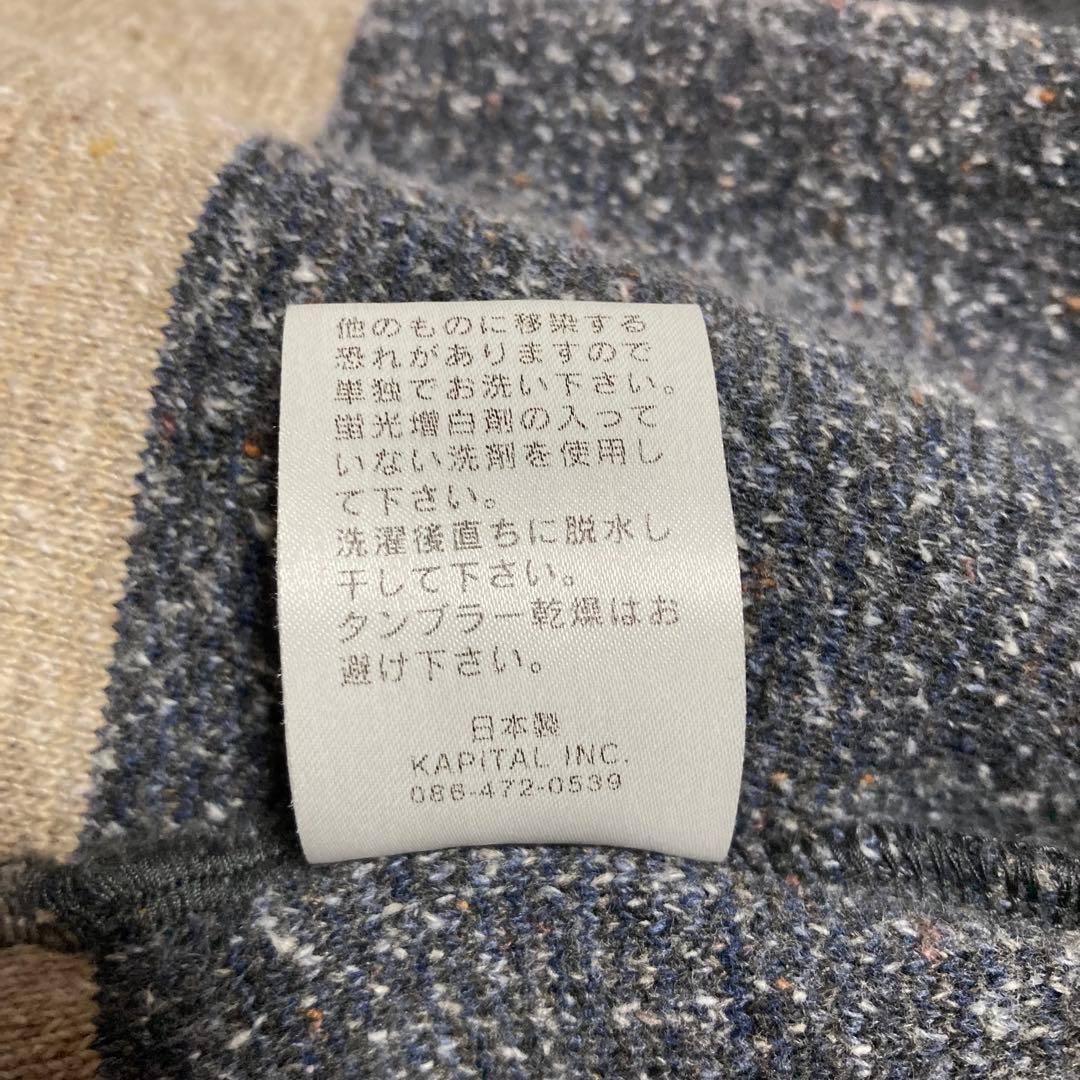 他のものに移染する
恐れがありますので
単独でお洗い下さい。
蛍光増白剤の入って
いない洗剤を使用し
て下さい。
洗濯後直ちに脱水し
干して下さい。
タンブラー乾燥はお
避け下さい。
日本製
KAPITAL INC.
086-472-0539